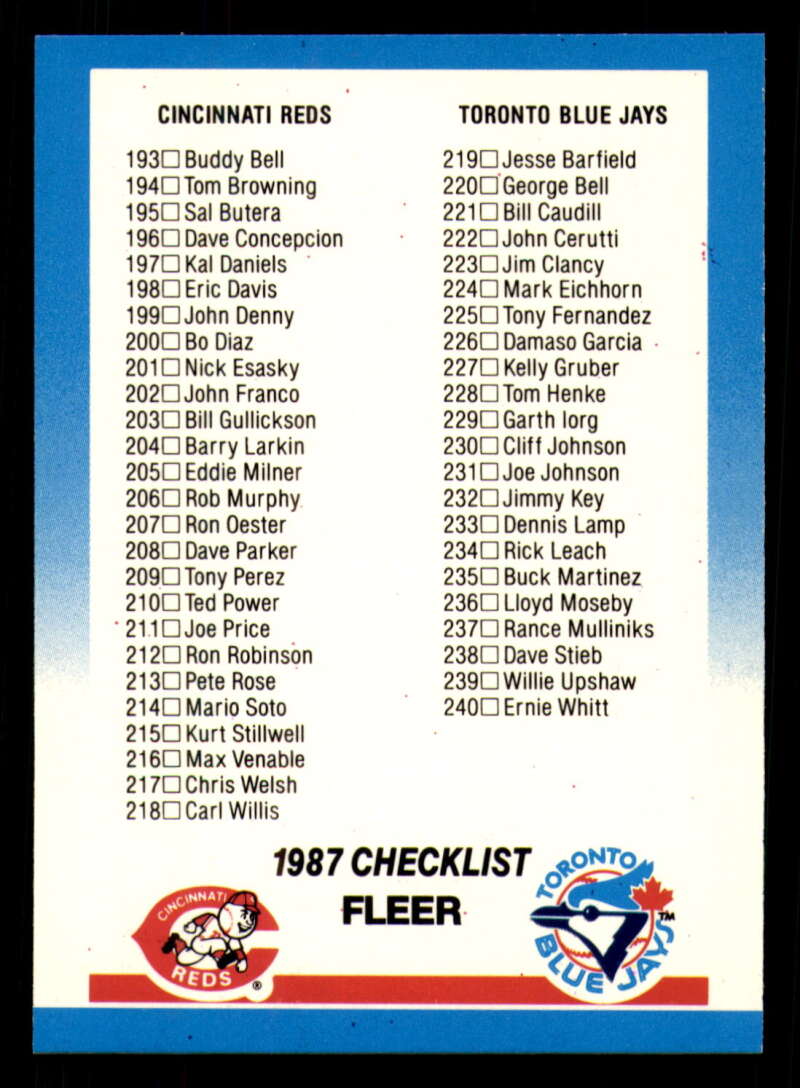 CINCINNATI REDS
193☐ Buddy Bell
194☐ Tom Browning
195☐ Sal Butera
196☐ Dave Concepcion
197☐ Kal Daniels
198☐ Eric Davis
199☐ John Denny
200☐ Bo Diaz
201☐ Nick Esasky
202☐ John Franco
203☐ Bill Gullickson
204☐ Barry Larkin
205☐ Eddie Milner
206☐ Rob Murphy
207☐ Ron Oester
208☐ Dave Parker
209☐ Tony Perez
210☐ Ted Power
211☐ Joe Price
212☐ Ron Robinson
213☐ Pete Rose
214☐ Mario Soto
215☐ Kurt Stillwell
216☐ Max Venable
217☐ Chris Welsh
218☐ Carl Willis
TORONTO BLUE JAYS
219☐ Jesse Barfield
220☐ George Bell
221☐ Bill Caudill
222☐ John Cerutti
223☐ Jim Clancy
224☐ Mark Eichhorn
225☐ Tony Fernandez
226☐ Damaso Garcia
227☐ Kelly Gruber
228☐ Tom Henke
229☐ Garth Iorg
230☐ Cliff Johnson
231☐ Joe Johnson
232☐ Jimmy Key
233☐ Dennis Lamp
234☐ Rick Leach
235☐ Buck Martinez
236☐ Lloyd Moseby
237☐ Rance Mulliniks
238☐ Dave Stieb
239☐ Willie Upshaw
240☐ Ernie Whitt
1987 CHECKLIST
FLEER
CINCINNATI
REDS
®
TORONTO
BLUE JAYS
TM